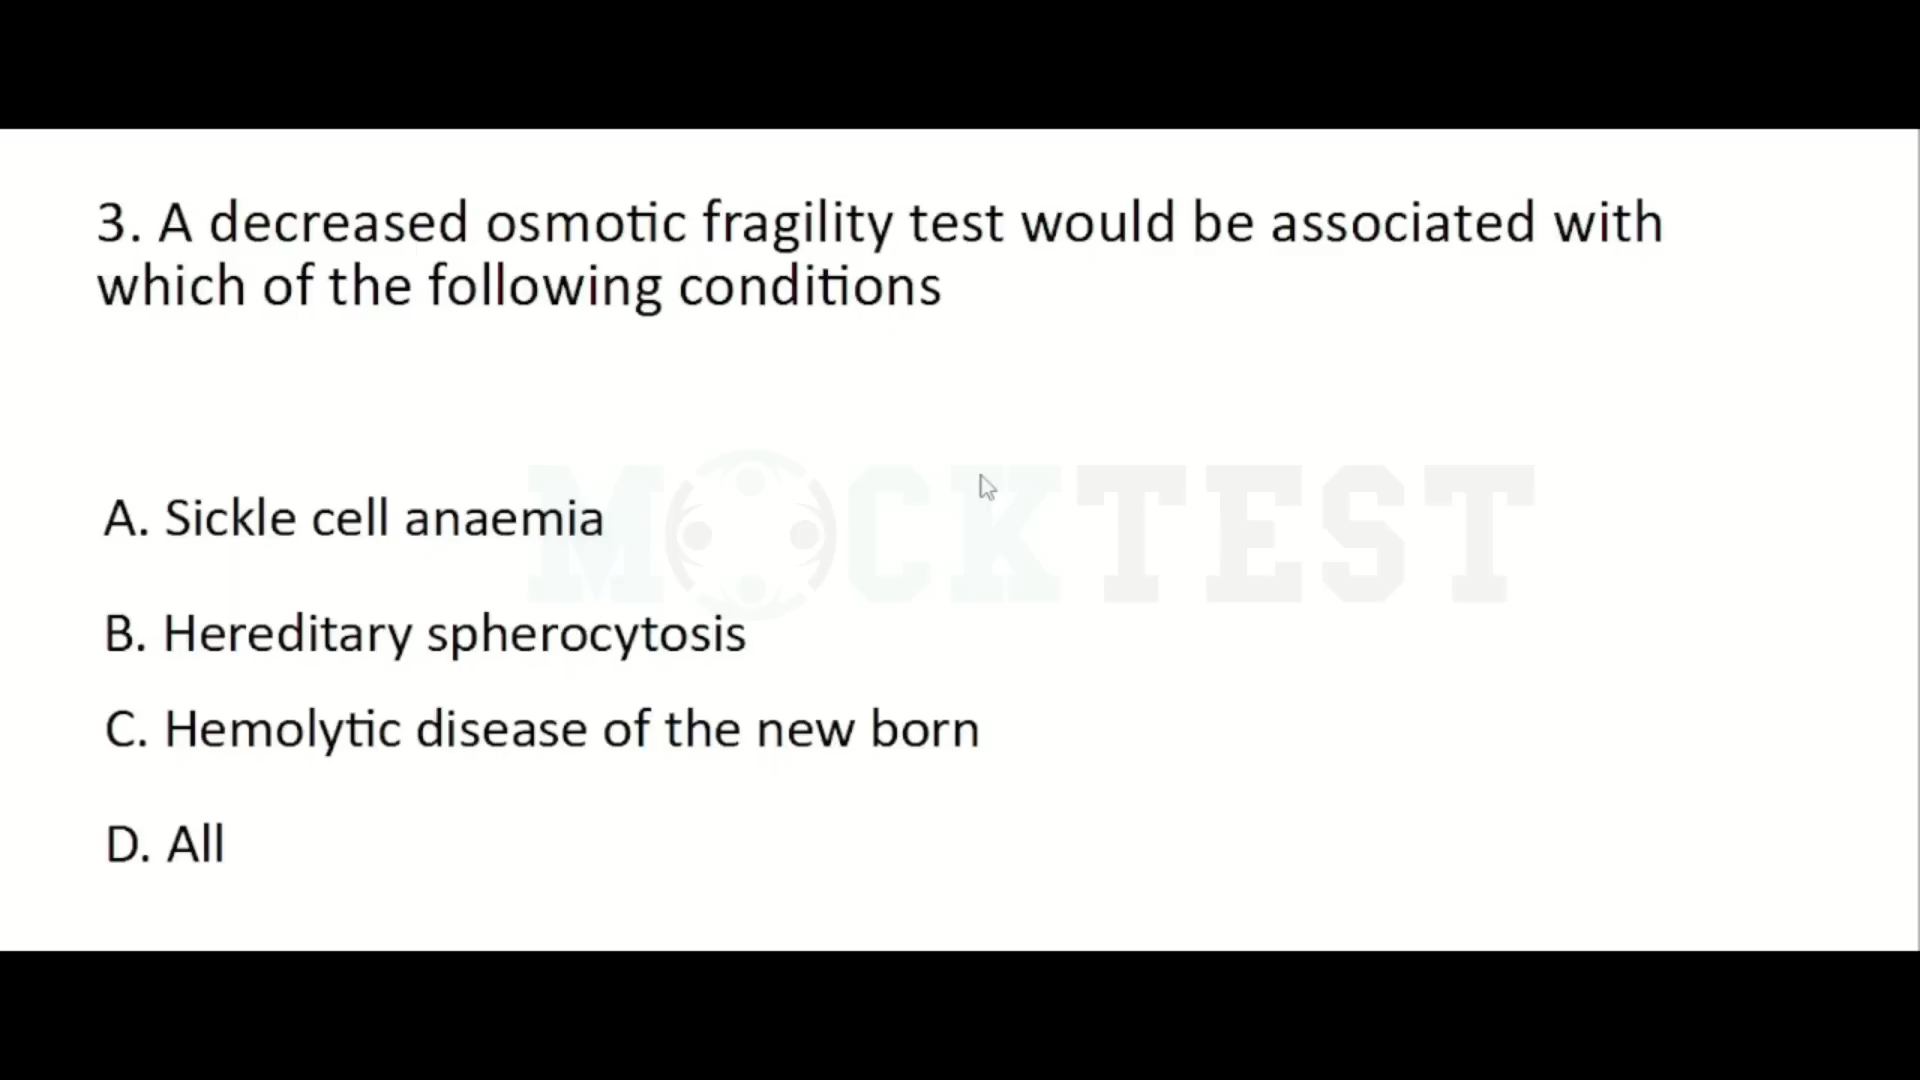 3. A decreased osmotic fragility test would be associated with
which of the following conditions
MOCKTEST
A. Sickle cell anaemia
B. Hereditary spherocytosis
C. Hemolytic disease of the new born
D. All